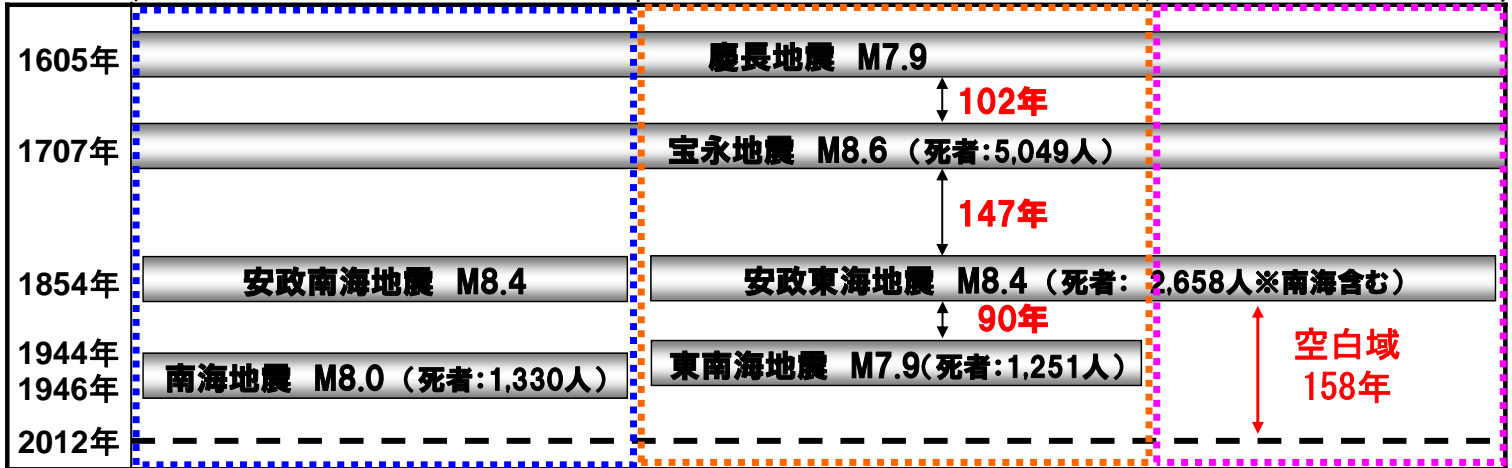 1605年
慶長地震 M7.9
102年
1707年
宝永地震 M8.6 (死者:5,049人)
147年
1854年
安政南海地震 M8.4
安政東海地震 M8.4 (死者: 2,658人※南海含む)
90年
空白域
158年
1944年
1946年
南海地震 M8.0 (死者:1,330人)
東南海地震 M7.9(死者:1,251人)
2012年